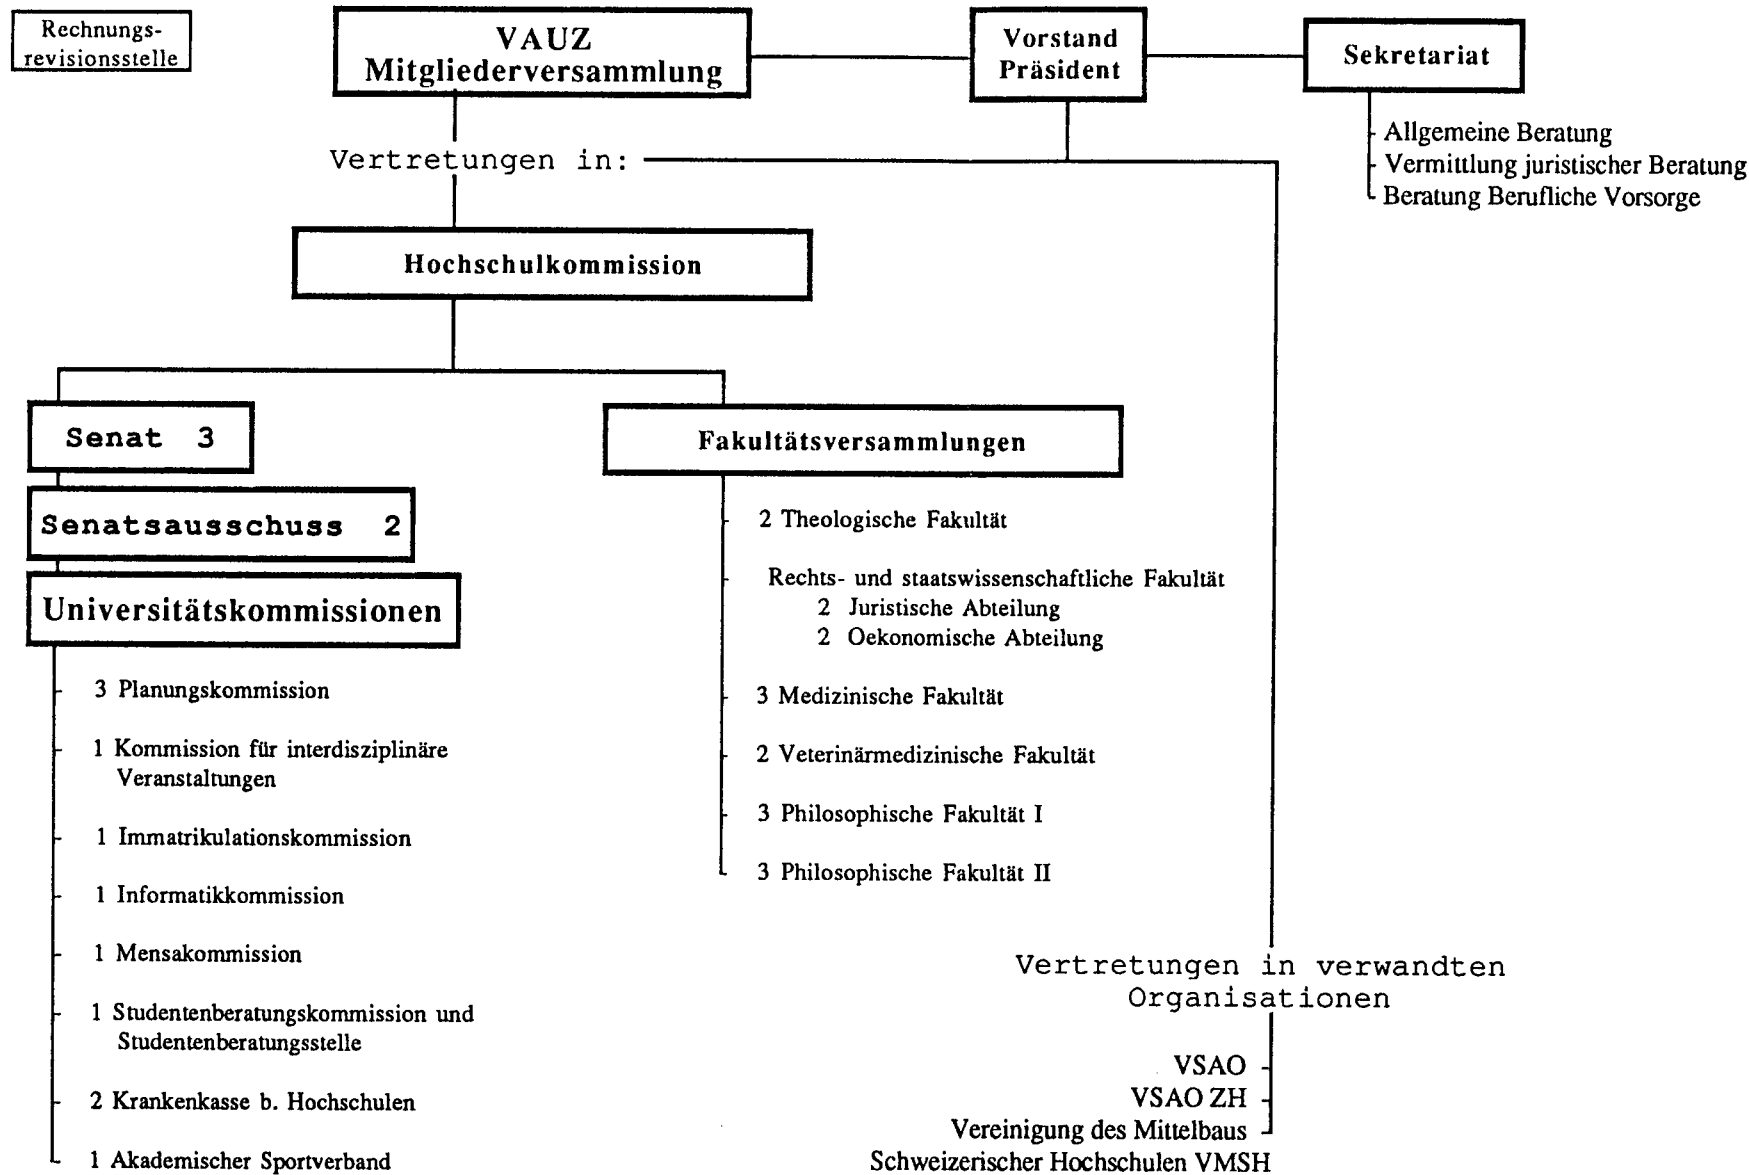 Rechnungs-
revisionsstelle
VAUZ
Mitgliederversammlung
Vorstand
Präsident
Sekretariat
Allgemeine Beratung
Vermittlung juristischer Beratung
Beratung Berufliche Vorsorge
Vertretungen in:
Hochschulkommission
Senat 3
Senatsausschuss 2
Universitätskommissionen
3 Planungskommission
1 Kommission für interdisziplinäre
Veranstaltungen
1 Immatrikulationskommission
1 Informatikkommission
1 Mensakommission
1 Studentenberatungskommission und
Studentenberatungsstelle
2 Krankenkasse b. Hochschulen
1 Akademischer Sportverband
Fakultätsversammlungen
2 Theologische Fakultät
Rechts- und staatswissenschaftliche Fakultät
2 Juristische Abteilung
2 Oekonomische Abteilung
3 Medizinische Fakultät
2 Veterinärmedizinische Fakultät
3 Philosophische Fakultät I
3 Philosophische Fakultät II
Vertretungen in verwandten
Organisationen
VSAO
VSAO ZH
Vereinigung des Mittelbaus
Schweizerischer Hochschulen VMSH